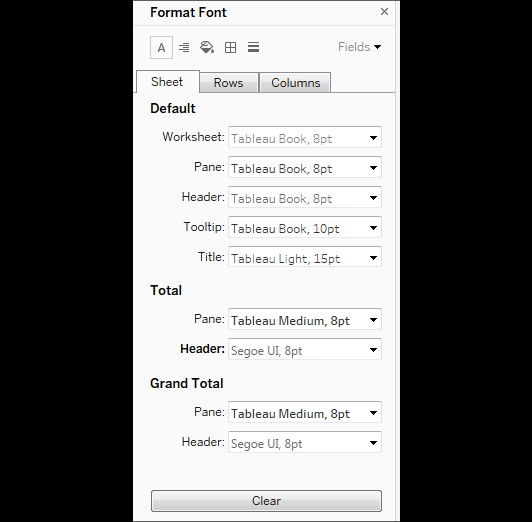 Format Font ×
A Fields
Sheet Rows Columns
Default
Worksheet: Tableau Book, 8pt
Pane: Tableau Book, 8pt
Header: Tableau Book, 8pt
Tooltip: Tableau Book, 10pt
Title: Tableau Light, 15pt
Total
Pane: Tableau Medium, 8pt
Header: Segoe UI, 8pt
Grand Total
Pane: Tableau Medium, 8pt
Header: Segoe UI, 8pt
Clear